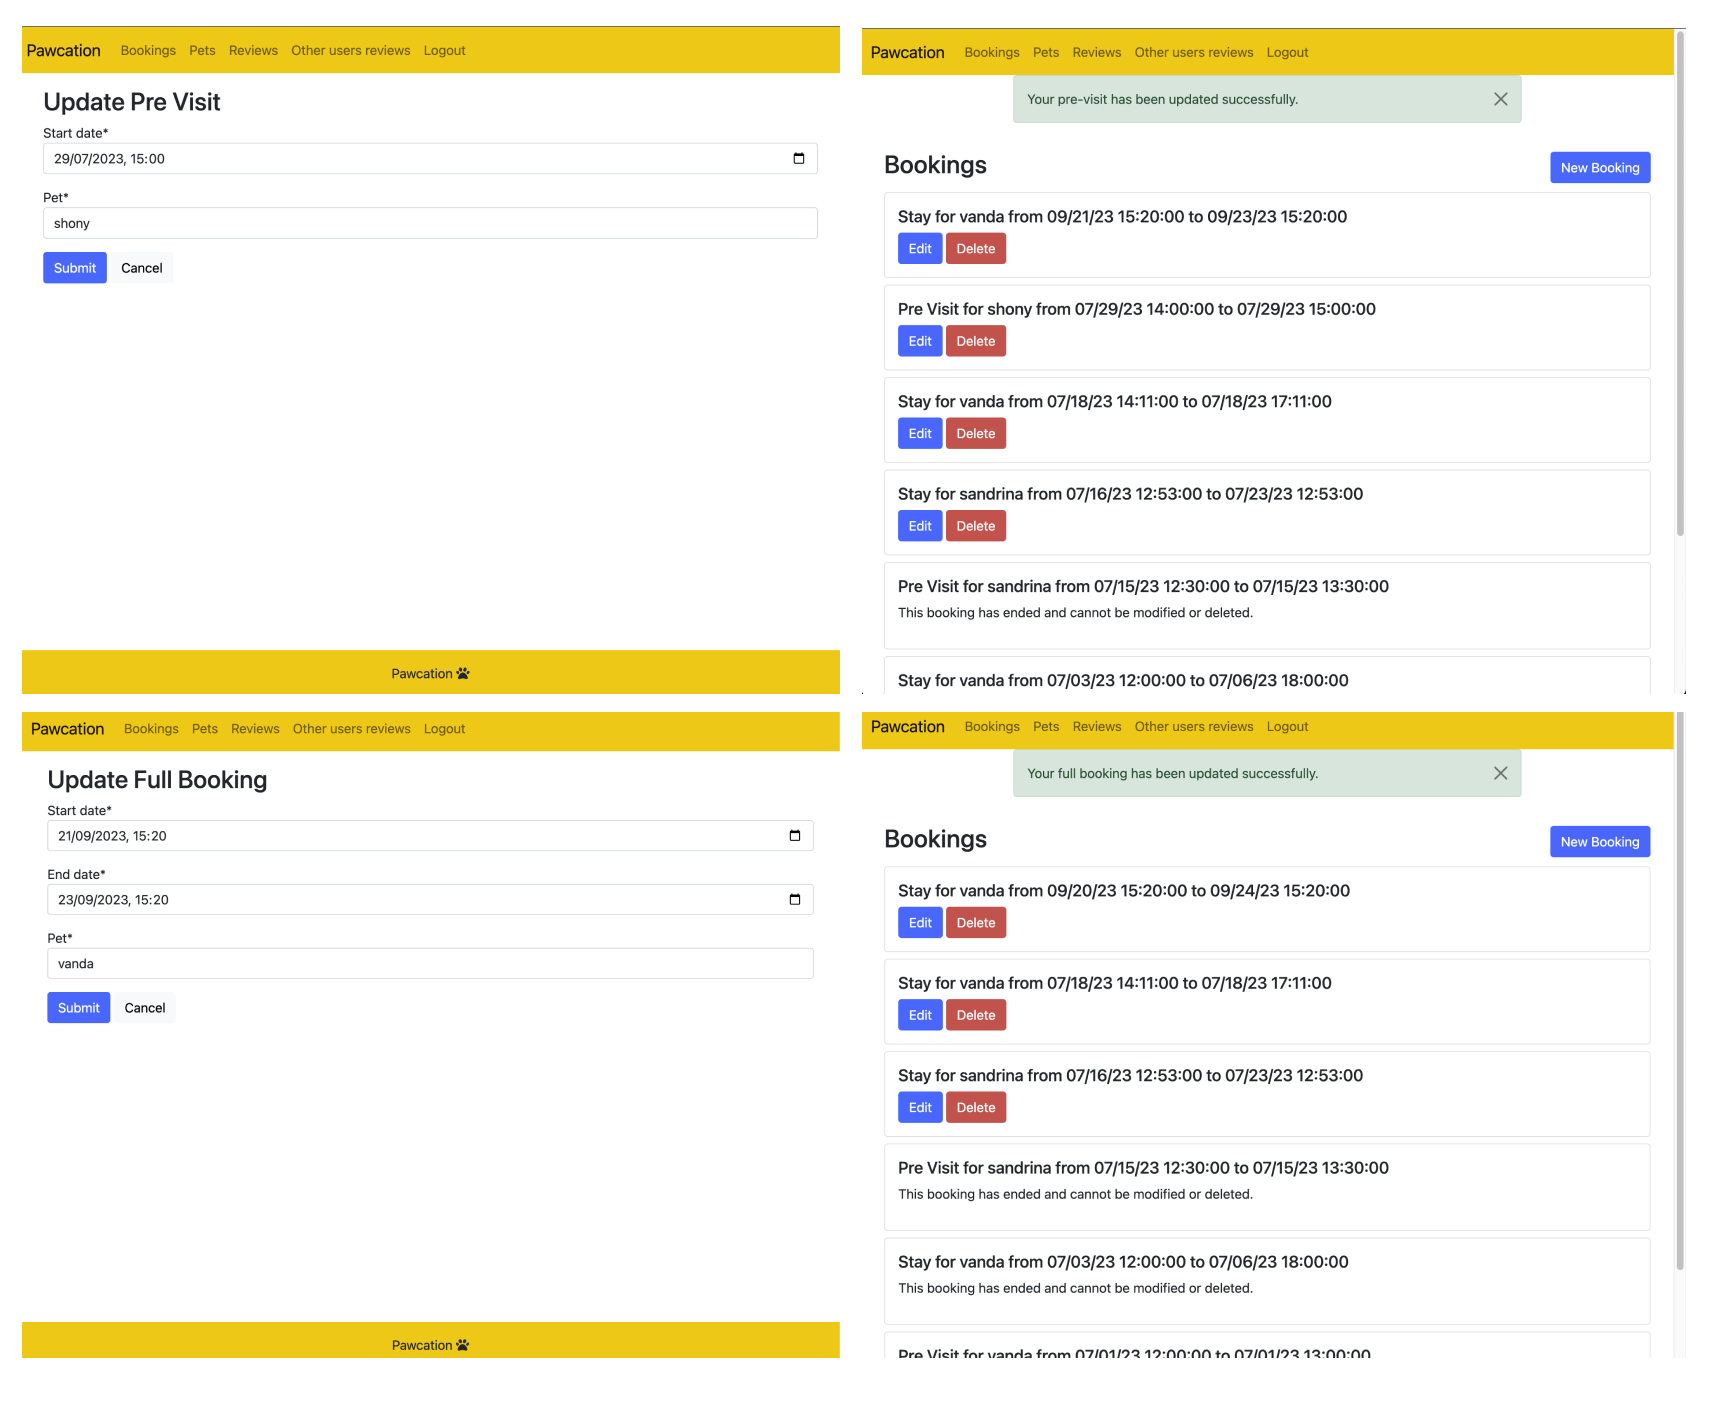 Pawcation Bookings Pets Reviews Other users reviews Logout
Update Pre Visit
Start date*
29/07/2023, 15:00
Pet*
shony
Submit Cancel
Pawcation
Pawcation Bookings Pets Reviews Other users reviews Logout
Your pre-visit has been updated successfully.
Bookings
New Booking
Stay for vanda from 09/21/23 15:20:00 to 09/23/23 15:20:00
Edit Delete
Pre Visit for shony from 07/29/23 14:00:00 to 07/29/23 15:00:00
Edit Delete
Stay for vanda from 07/18/23 14:11:00 to 07/18/23 17:11:00
Edit Delete
Stay for sandrina from 07/16/23 12:53:00 to 07/23/23 12:53:00
Edit Delete
Pre Visit for sandrina from 07/15/23 12:30:00 to 07/15/23 13:30:00
This booking has ended and cannot be modified or deleted.
Stay for vanda from 07/03/23 12:00:00 to 07/06/23 18:00:00
Pawcation Bookings Pets Reviews Other users reviews Logout
Update Full Booking
Start date*
21/09/2023, 15:20
End date*
23/09/2023, 15:20
Pet*
vanda
Submit Cancel
Pawcation
Pawcation Bookings Pets Reviews Other users reviews Logout
Your full booking has been updated successfully.
Bookings
New Booking
Stay for vanda from 09/20/23 15:20:00 to 09/24/23 15:20:00
Edit Delete
Stay for vanda from 07/18/23 14:11:00 to 07/18/23 17:11:00
Edit Delete
Stay for sandrina from 07/16/23 12:53:00 to 07/23/23 12:53:00
Edit Delete
Pre Visit for sandrina from 07/15/23 12:30:00 to 07/15/23 13:30:00
This booking has ended and cannot be modified or deleted.
Stay for vanda from 07/03/23 12:00:00 to 07/06/23 18:00:00
This booking has ended and cannot be modified or deleted.
Pre Visit for vanda from 07/01/23 12:00:00 to 07/01/23 13:00:00